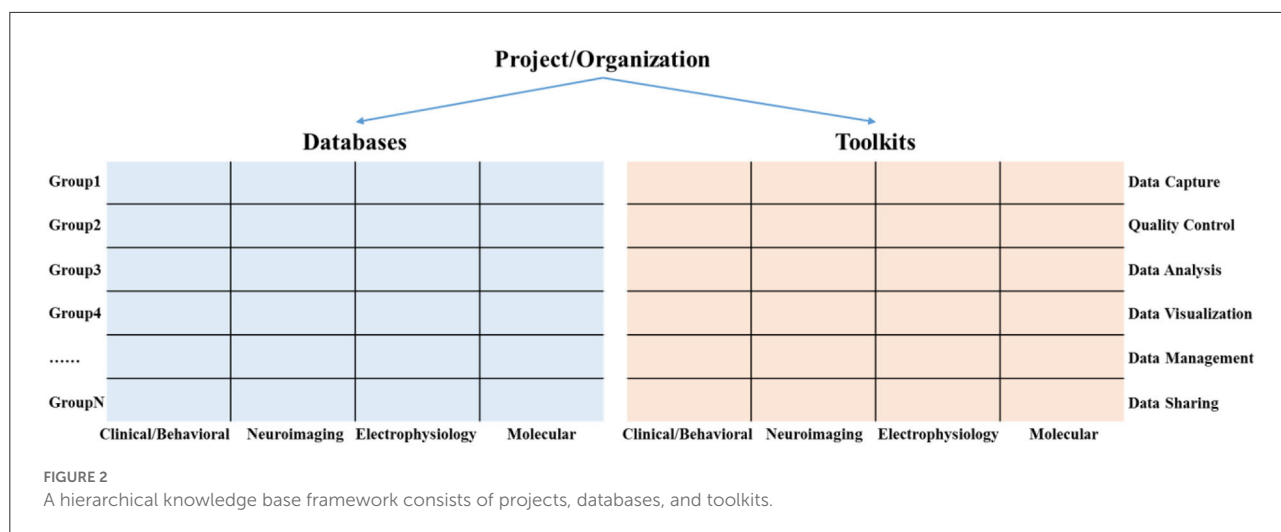 Project/Organization
Databases
Toolkits
Group1
Group2
Group3
Group4
......
GroupN
Data Capture
Quality Control
Data Analysis
Data Visualization
Data Management
Data Sharing
Clinical/Behavioral Neuroimaging Electrophysiology Molecular
Clinical/Behavioral Neuroimaging Electrophysiology Molecular
FIGURE 2
A hierarchical knowledge base framework consists of projects, databases, and toolkits.